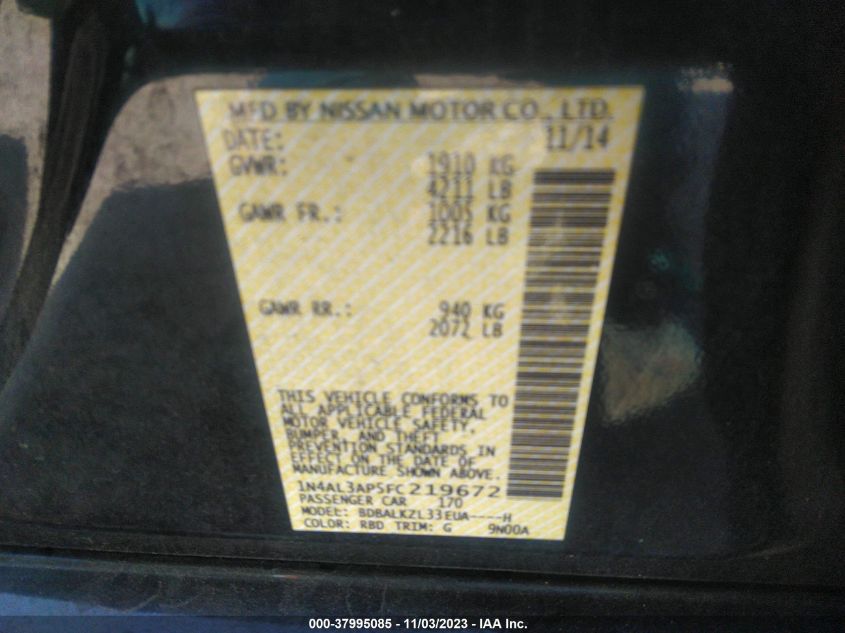 MFD BY NISSAN MOTOR CO., LTD.
DATE: 11/14
GVWR: 1910 KG
4211 LB
GAWR FR.: 1005 KG
2216 LB
GAWR RR.: 940 KG
2072 LB
THIS VEHICLE CONFORMS TO
ALL APPLICABLE FEDERAL
MOTOR VEHICLE SAFETY,
BUMPER, AND THEFT
PREVENTION STANDARDS IN
EFFECT ON THE DATE OF
MANUFACTURE SHOWN ABOVE.
1N4AL3AP5FC219672
PASSENGER CAR 170
MODEL: BDBALKZL33EUA----H
COLOR: RBD TRIM: G 9N00A
000-37995085 - 11/03/2023 - IAA Inc.